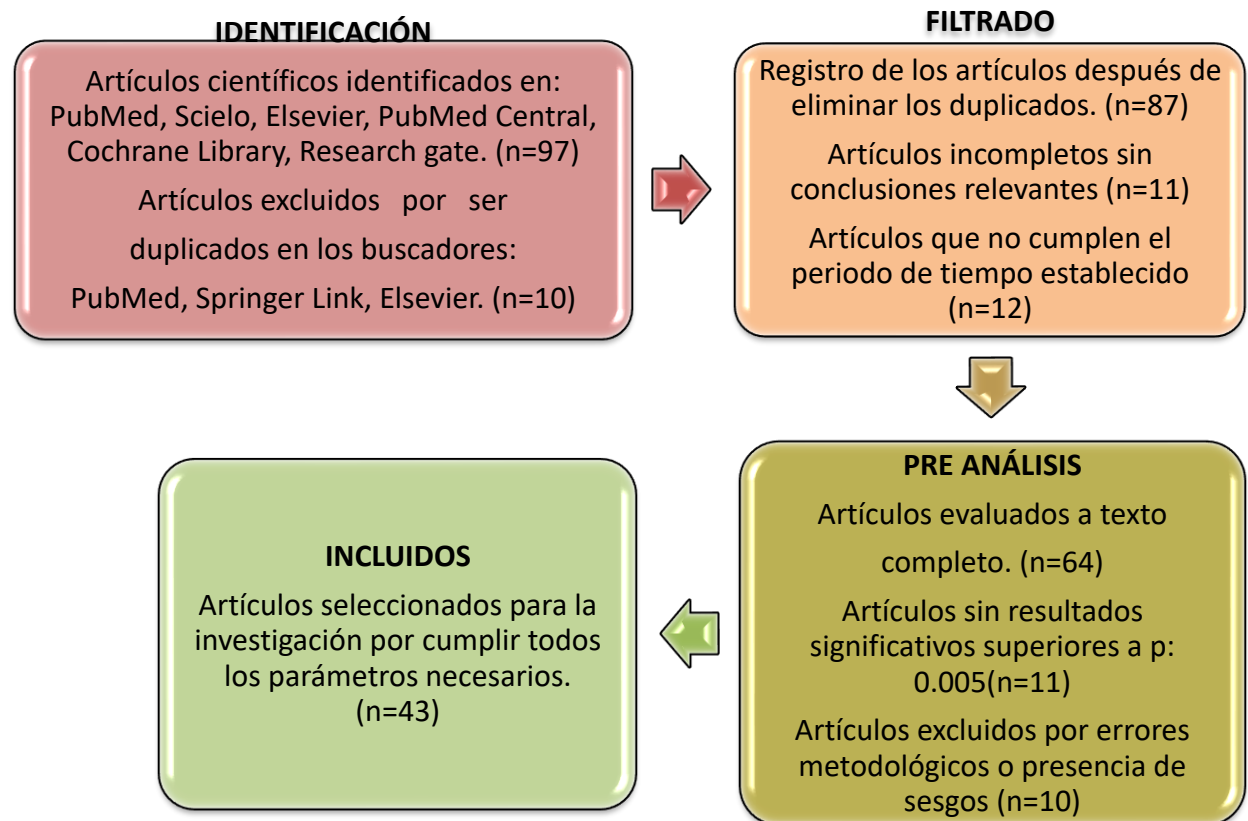 IDENTIFICACIÓN
Artículos científicos identificados en:
PubMed, Scielo, Elsevier, PubMed Central,
Cochrane Library, Research gate. (n=97)
Artículos excluidos por ser
duplicados en los buscadores:
PubMed, Springer Link, Elsevier. (n=10)
FILTRADO
Registro de los artículos después de
eliminar los duplicados. (n=87)
Artículos incompletos sin
conclusiones relevantes (n=11)
Artículos que no cumplen el
periodo de tiempo establecido
(n=12)
PRE ANÁLISIS
Artículos evaluados a texto
completo. (n=64)
Artículos sin resultados
significativos superiores a p:
0.005(n=11)
Artículos excluidos por errores
metodológicos o presencia de
sesgos (n=10)
INCLUIDOS
Artículos seleccionados para la
investigación por cumplir todos
los parámetros necesarios.
(n=43)